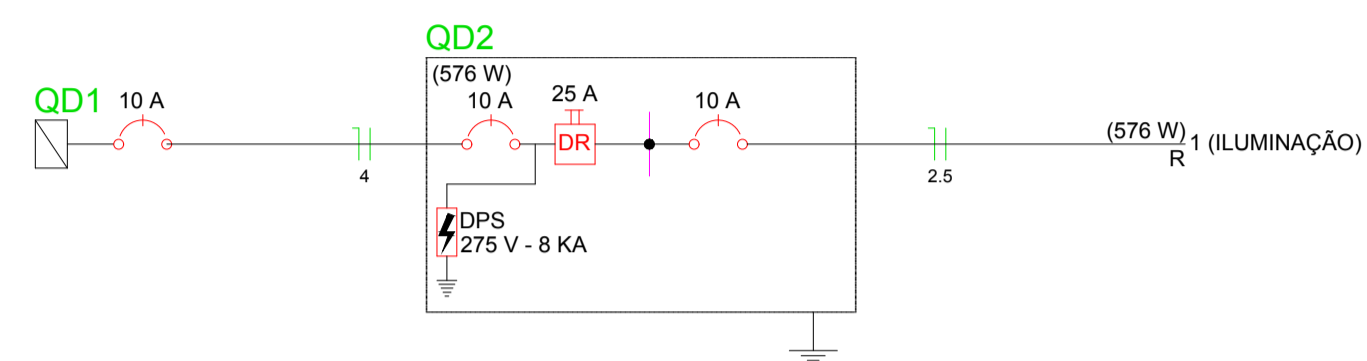 QD2
(576 W)
QD1
10 A
10 A
25 A
10 A
DR
(576 W)
1 (ILUMINAÇÃO)
R
4
2.5
DPS
275 V - 8 KA